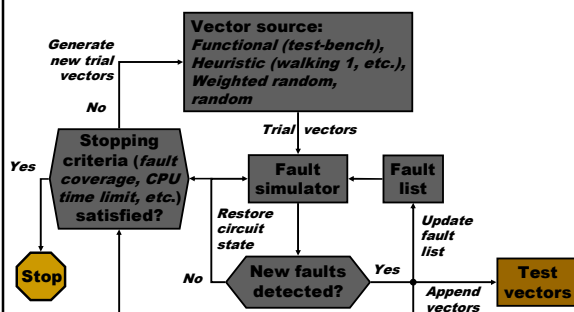 Vector source:
Functional (test-bench),
Heuristic (walking 1, etc.),
Weighted random,
random
Generate
new trial
vectors
No
Trial vectors
Stopping
criteria (fault
coverage, CPU
time limit, etc.)
satisfied?
Yes
Fault
simulator
Fault
list
Restore
circuit
state
Update
fault
list
Stop
No
New faults
detected?
Yes
Append
vectors
Test
vectors